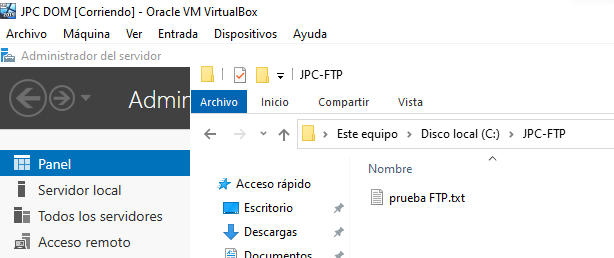 JPC DOM [Corriendo] - Oracle VM VirtualBox
Archivo Máquina Ver Entrada Dispositivos Ayuda
Administrador del servidor
JPC-FTP
Admin
Archivo Inicio Compartir Vista
Este equipo > Disco local (C:) > JPC-FTP
Panel
Servidor local
Todos los servidores
Acceso remoto
Acceso rápido
Escritorio
Descargas
Documentos
Nombre
prueba FTP.txt